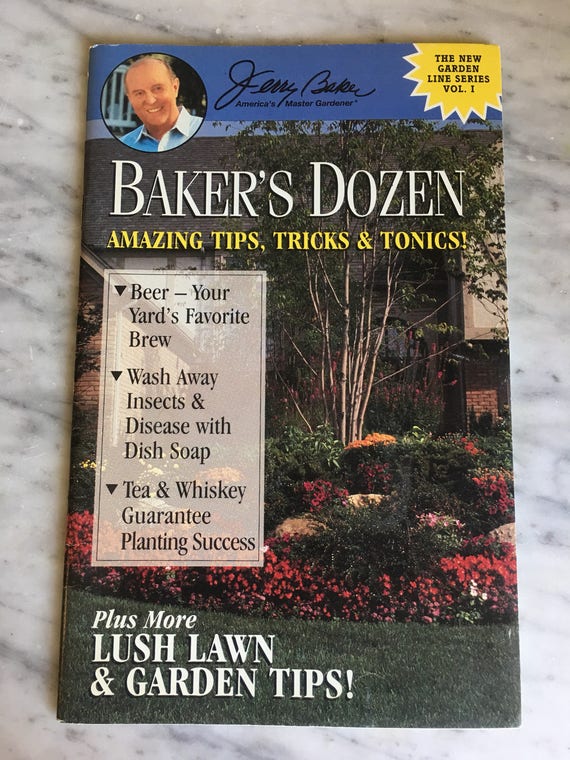 Jerry Baker
America's Master Gardener®
THE NEW
GARDEN
LINE SERIES
VOL. I
BAKER'S DOZEN
AMAZING TIPS, TRICKS & TONICS!
▼ Beer – Your
Yard's Favorite
Brew
▼ Wash Away
Insects &
Disease with
Dish Soap
▼ Tea & Whiskey
Guarantee
Planting Success
Plus More
LUSH LAWN
& GARDEN TIPS!